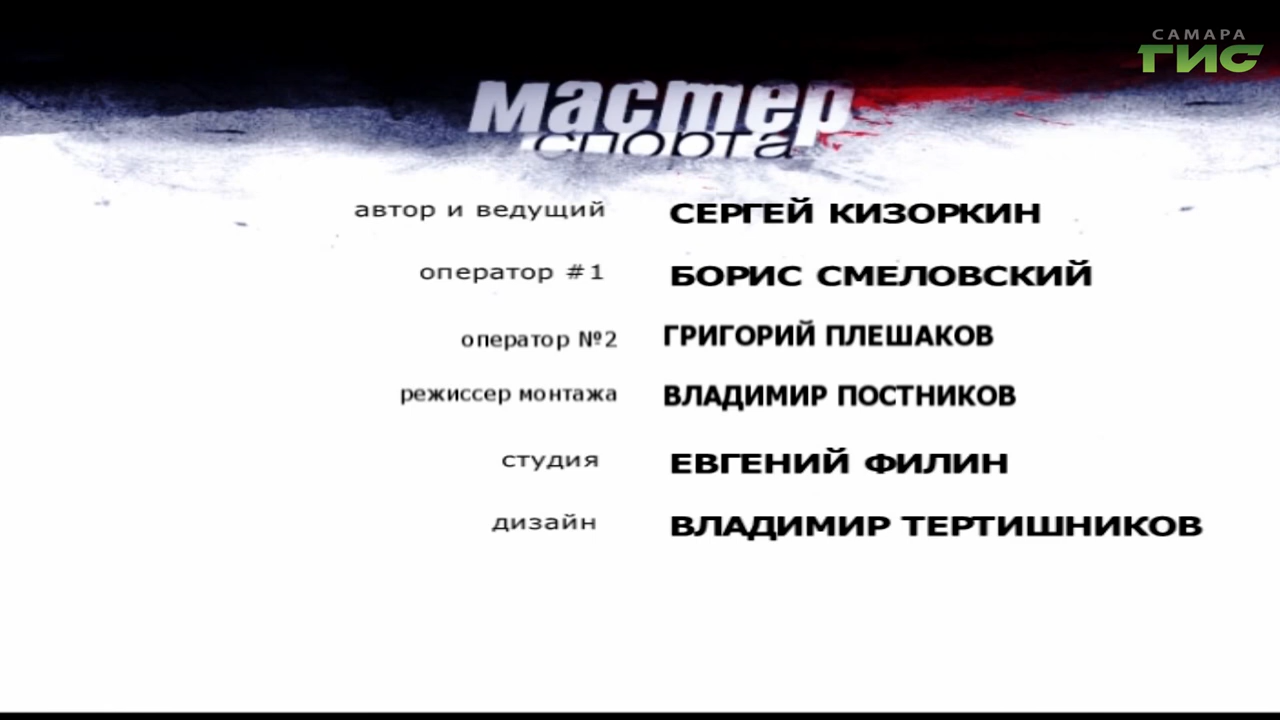 САМАРА
ГИС
мастер
спорта
автор и ведущий СЕРГЕЙ КИЗОРКИН
оператор #1 БОРИС СМЕЛОВСКИЙ
оператор №2 ГРИГОРИЙ ПЛЕШАКОВ
режиссер монтажа ВЛАДИМИР ПОСТНИКОВ
студия ЕВГЕНИЙ ФИЛИН
дизайн ВЛАДИМИР ТЕРТИШНИКОВ